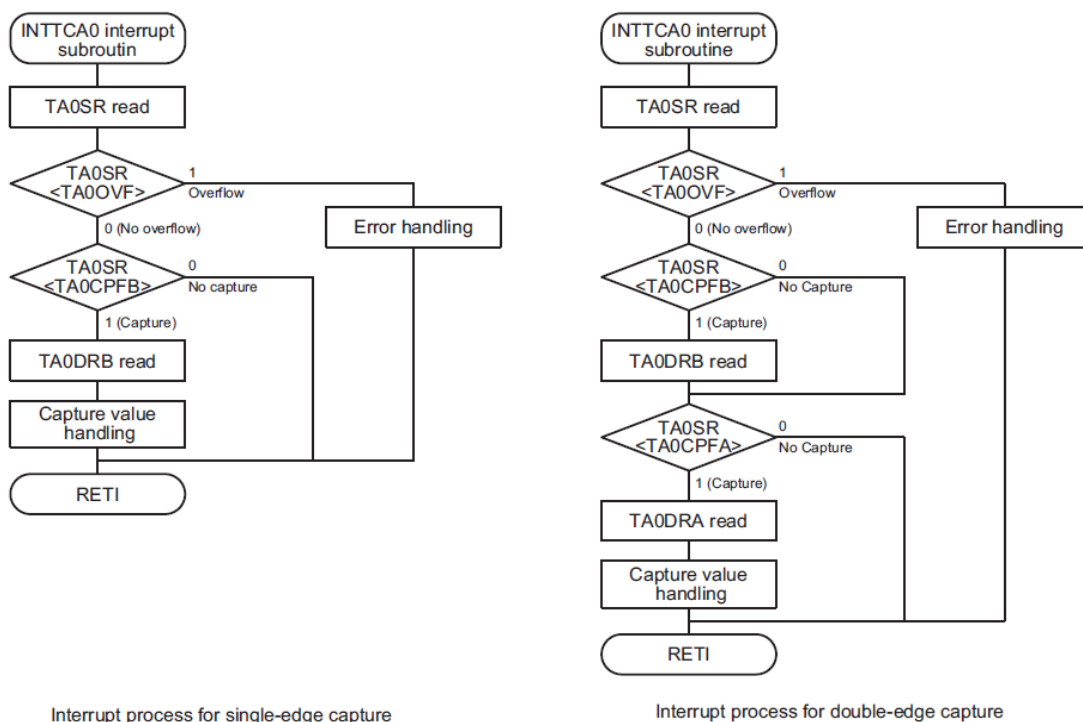 INTTCA0 interrupt
subroutin
TA0SR read
TA0SR
<TA0OVF>
1
Overflow
Error handling
0 (No overflow)
TA0SR
<TA0CPFB>
0
No capture
1 (Capture)
TA0DRB read
Capture value
handling
RETI
Interrupt process for single-edge capture
INTTCA0 interrupt
subroutine
TA0SR read
TA0SR
<TA0OVF>
1
Overflow
Error handling
0 (No overflow)
TA0SR
<TA0CPFB>
0
No Capture
1 (Capture)
TA0DRB read
TA0SR
<TA0CPFA>
0
No Capture
1 (Capture)
TA0DRA read
Capture value
handling
RETI
Interrupt process for double-edge capture